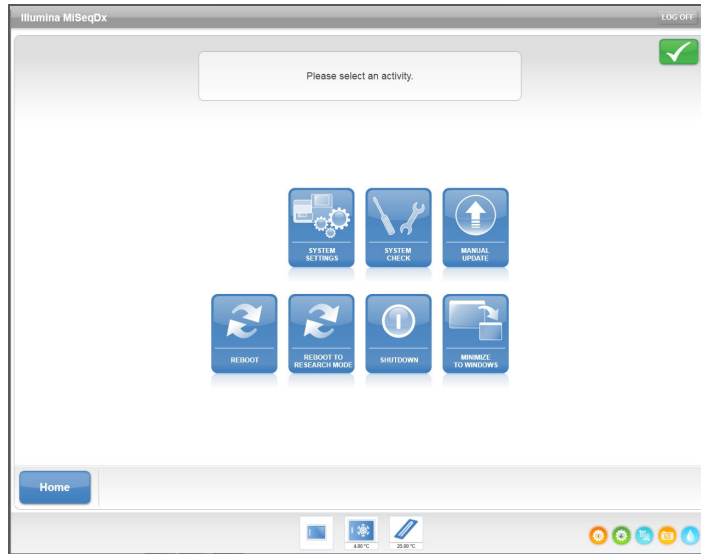 Illumina MiSeqDx
LOG OFF
Please select an activity.
SYSTEM
SETTINGS
SYSTEM
CHECK
MANUAL
UPDATE
REBOOT
REBOOT TO
RESEARCH MODE
SHUTDOWN
MINIMIZE
TO WINDOWS
Home
4.00 °C
25.00 °C